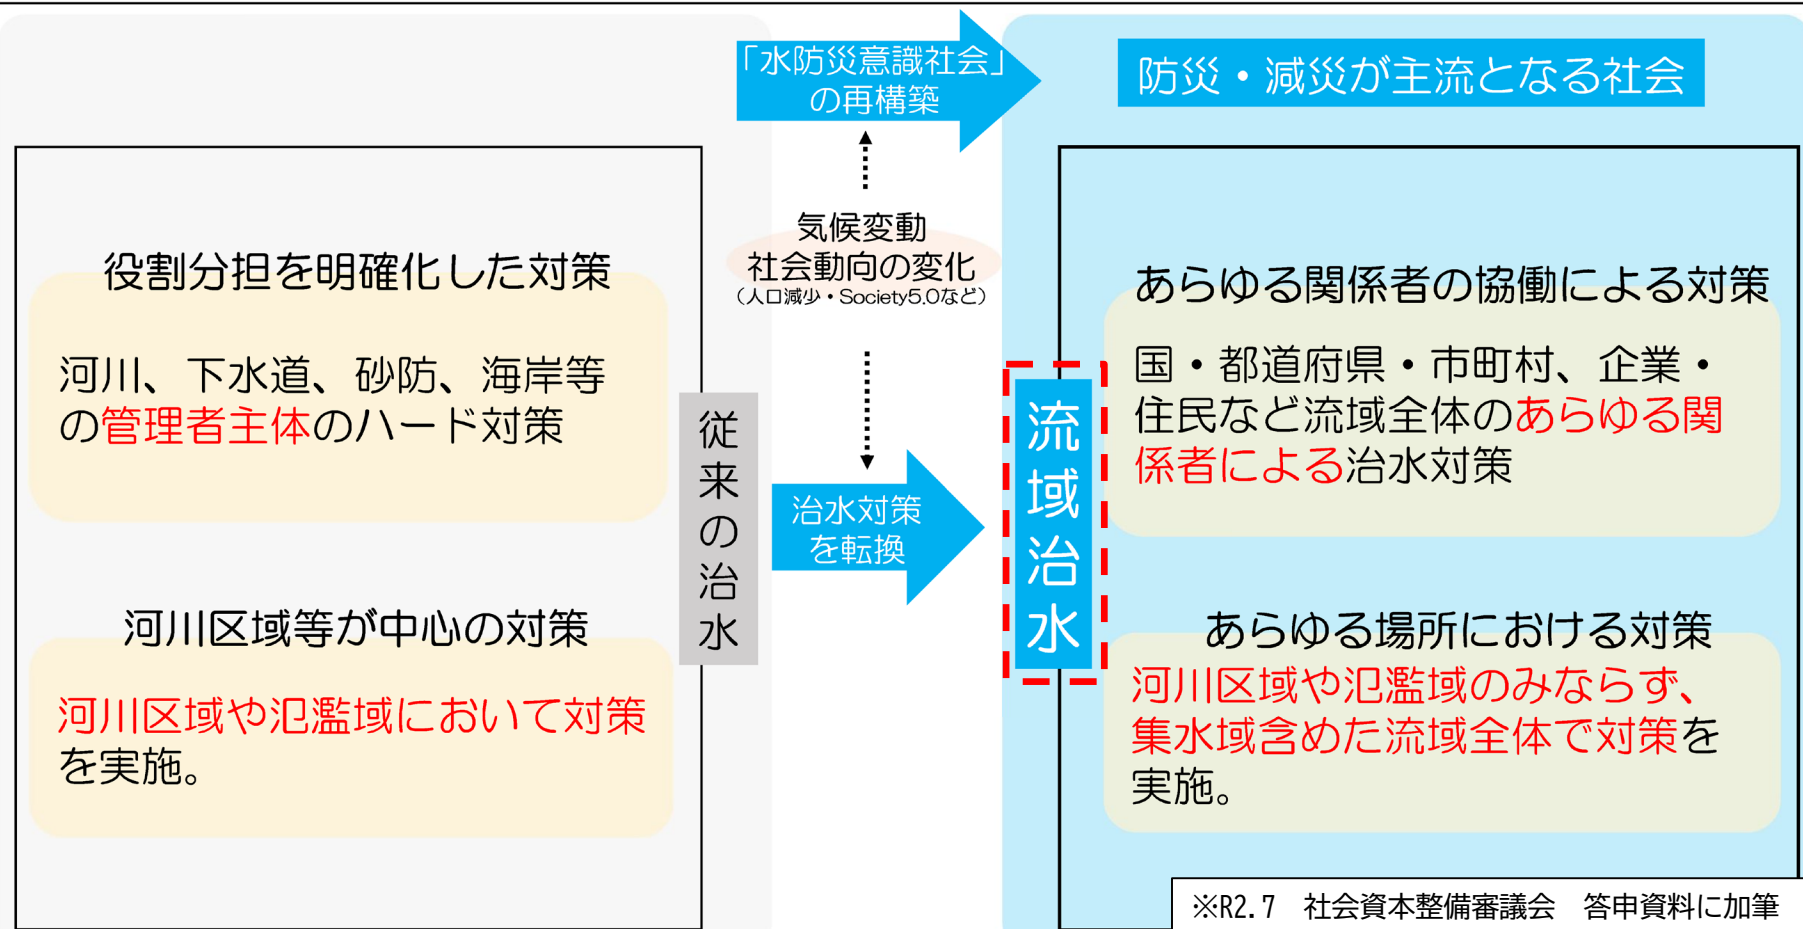 「水防災意識社会」
の再構築
防災・減災が主流となる社会
気候変動
社会動向の変化
（人口減少・Society5.0など）
役割分担を明確化した対策
河川、下水道、砂防、海岸等
の管理者主体のハード対策
河川区域等が中心の対策
河川区域や氾濫域において対策
を実施。
従来の治水
治水対策
を転換
流域治水
あらゆる関係者の協働による対策
国・都道府県・市町村、企業・
住民など流域全体のあらゆる関
係者による治水対策
あらゆる場所における対策
河川区域や氾濫域のみならず、
集水域含めた流域全体で対策を
実施。
※R2.7　社会資本整備審議会　答申資料に加筆